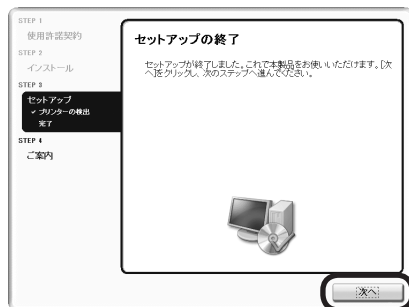 STEP 1
使用許諾契約
STEP 2
インストール
STEP 3
セットアップ
✓ プリンターの検出
完了
STEP 4
ご案内
セットアップの終了
セットアップが終了しました。これで本製品をお使いいただけます。[次
へ]をクリックし、次のステップへ進んでください。
次へ